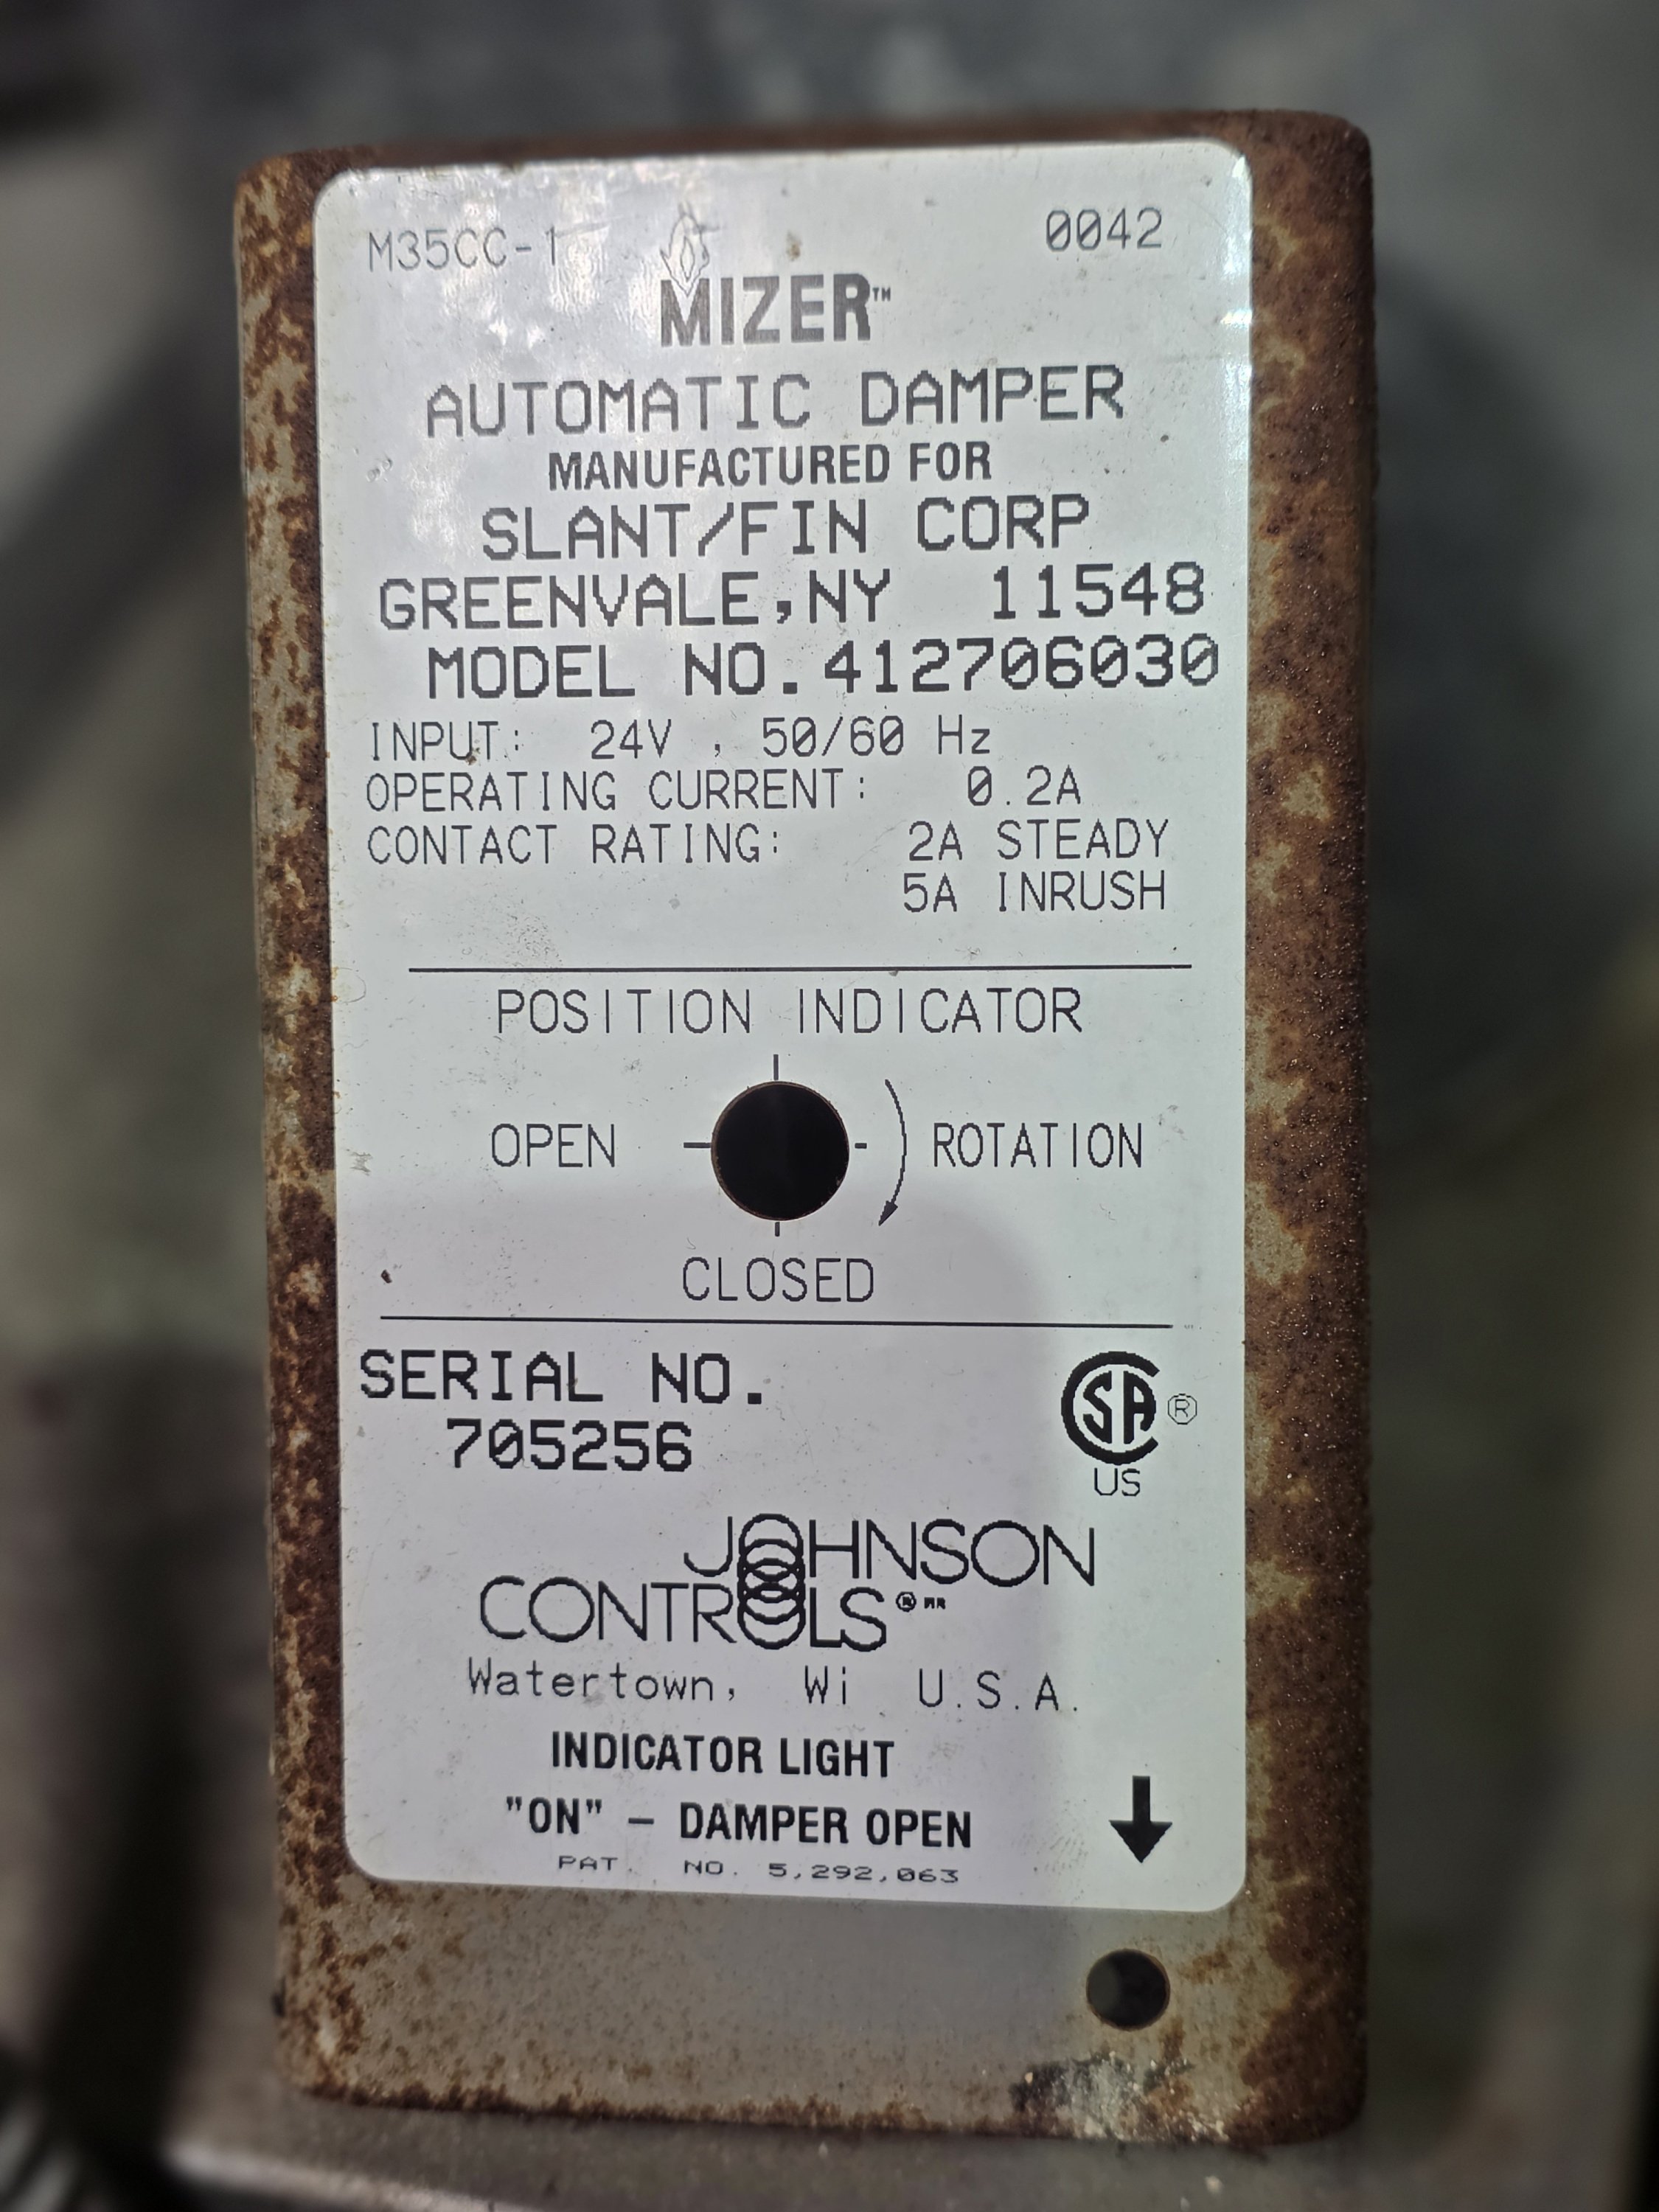 M35CC-1 0042
MIZER™
AUTOMATIC DAMPER
MANUFACTURED FOR
SLANT/FIN CORP
GREENVALE,NY 11548
MODEL NO.412706030
INPUT: 24V , 50/60 Hz
OPERATING CURRENT: 0.2A
CONTACT RATING: 2A STEADY
5A INRUSH
POSITION INDICATOR
OPEN ROTATION
CLOSED
SERIAL NO.
705256
CSA ®
US
JOHNSON
CONTROLS®
Watertown, Wi U.S.A.
INDICATOR LIGHT
"ON" – DAMPER OPEN
PAT. NO. 5,292,063